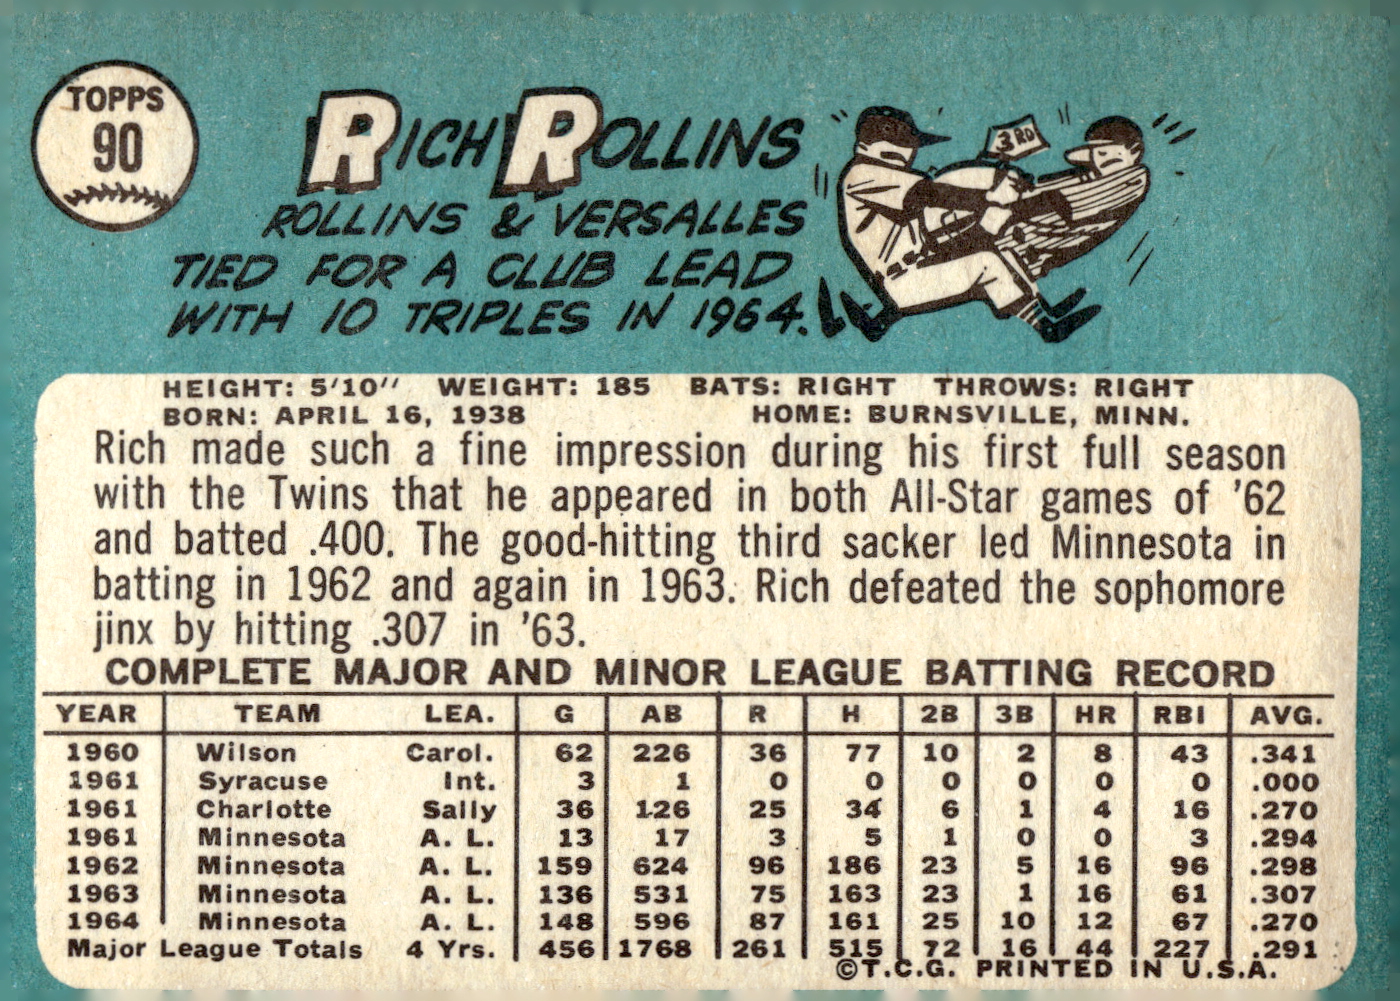 TOPPS
90
RICH ROLLINS
ROLLINS & VERSALLES
TIED FOR A CLUB LEAD
WITH 10 TRIPLES IN 1964.
3RD
HEIGHT: 5'10" WEIGHT: 185 BATS: RIGHT THROWS: RIGHT
BORN: APRIL 16, 1938 HOME: BURNSVILLE, MINN.
Rich made such a fine impression during his first full season
with the Twins that he appeared in both All-Star games of '62
and batted .400. The good-hitting third sacker led Minnesota in
batting in 1962 and again in 1963. Rich defeated the sophomore
jinx by hitting .307 in '63.
COMPLETE MAJOR AND MINOR LEAGUE BATTING RECORD
YEAR TEAM LEA. G AB R H 2B 3B HR RBI AVG.
1960 Wilson Carol. 62 226 36 77 10 2 8 43 .341
1961 Syracuse Int. 3 1 0 0 0 0 0 0 .000
1961 Charlotte Sally 36 126 25 34 6 1 4 16 .270
1961 Minnesota A. L. 13 17 3 5 1 0 0 3 .294
1962 Minnesota A. L. 159 624 96 186 23 5 16 96 .298
1963 Minnesota A. L. 136 531 75 163 23 1 16 61 .307
1964 Minnesota A. L. 148 596 87 161 25 10 12 67 .270
Major League Totals 4 Yrs. 456 1768 261 515 72 16 44 227 .291
©T.C.G. PRINTED IN U.S.A.